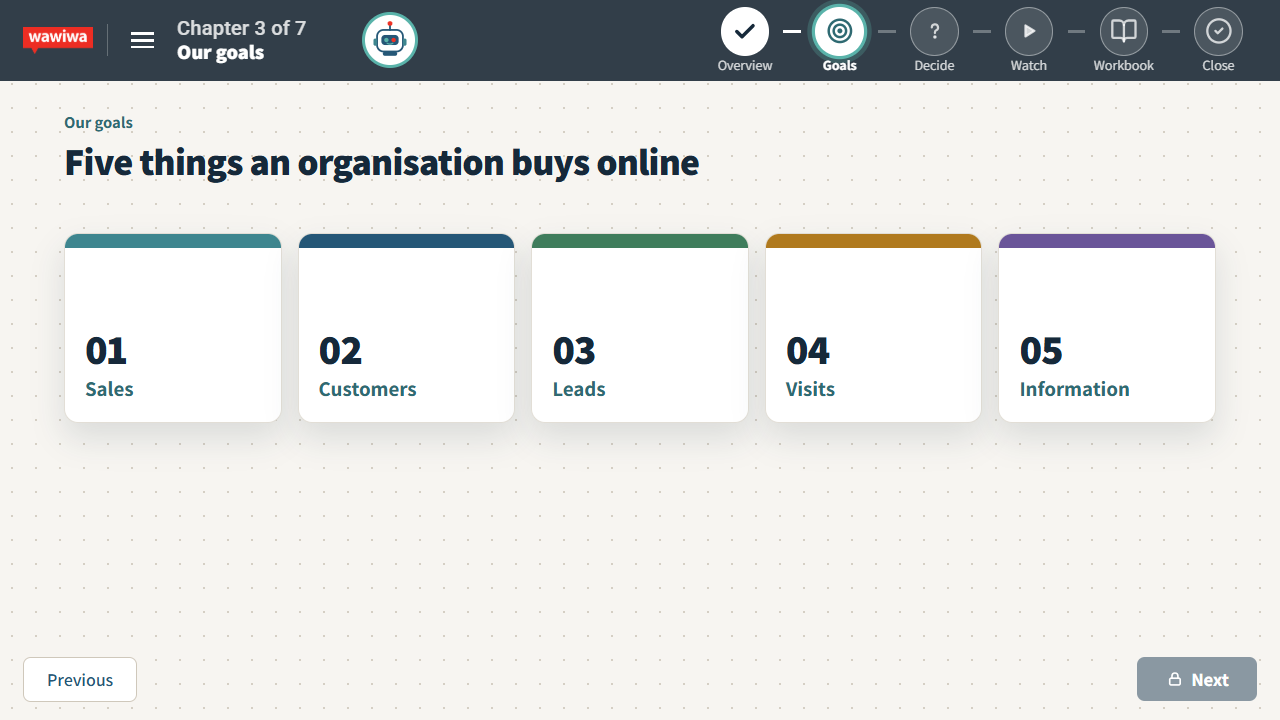 wawiwa
Chapter 3 of 7
Our goals
Overview
Goals
?
Decide
Watch
Workbook
Close
Our goals
Five things an organisation buys online
01
Sales
02
Customers
03
Leads
04
Visits
05
Information
Previous
Next